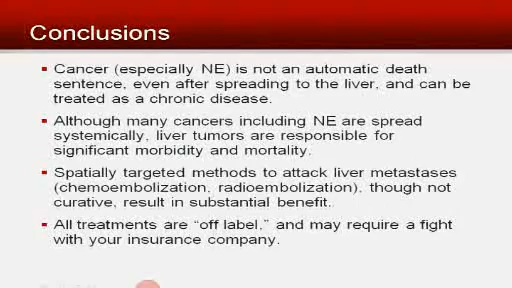 Conclusions
Cancer (especially NE) is not an automatic death
sentence, even after spreading to the liver, and can be
treated as a chronic disease.
Although many cancers including NE are spread
systemically, liver tumors are responsible for
significant morbidity and mortality.
Spatially targeted methods to attack liver metastases
(chemoembolization, radioembolization), though not
curative, result in substantial benefit.
All treatments are “off label,” and may require a fight
with your insurance company.